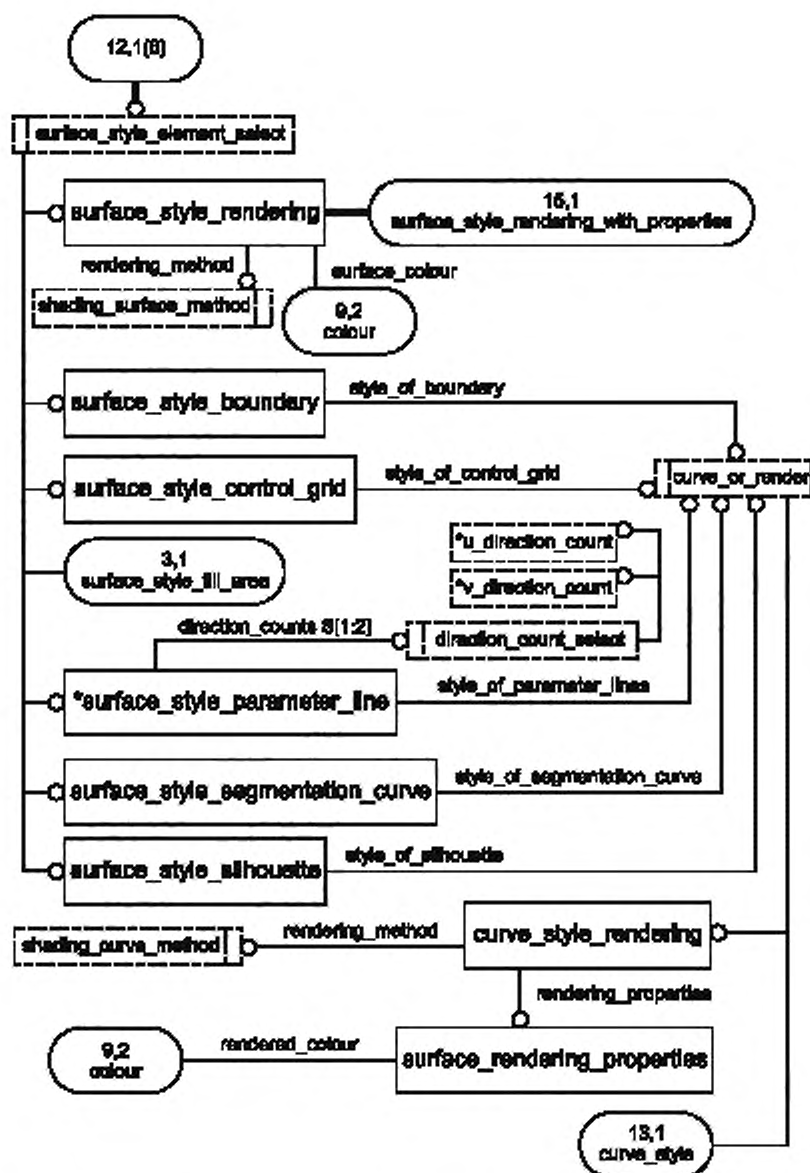 12,1(8)
surface_style_element_select
surface_style_rendering
15,1
surface_style_rendering_with_properties
rendering_method
surface_colour
shading_surface_method
9,2
colour
surface_style_boundary
style_of_boundary
surface_style_control_grid
style_of_control_grid
curve_or_render
3,1
surface_style_fill_area
*u_direction_count
*v_direction_count
direction_counts S[1:2]
direction_count_select
*surface_style_parameter_line
style_of_parameter_lines
surface_style_segmentation_curve
style_of_segmentation_curve
surface_style_silhouette
style_of_silhouette
shading_curve_method
rendering_method
curve_style_rendering
rendering_properties
9,2
colour
rendered_colour
surface_rendering_properties
13,1
curve_style